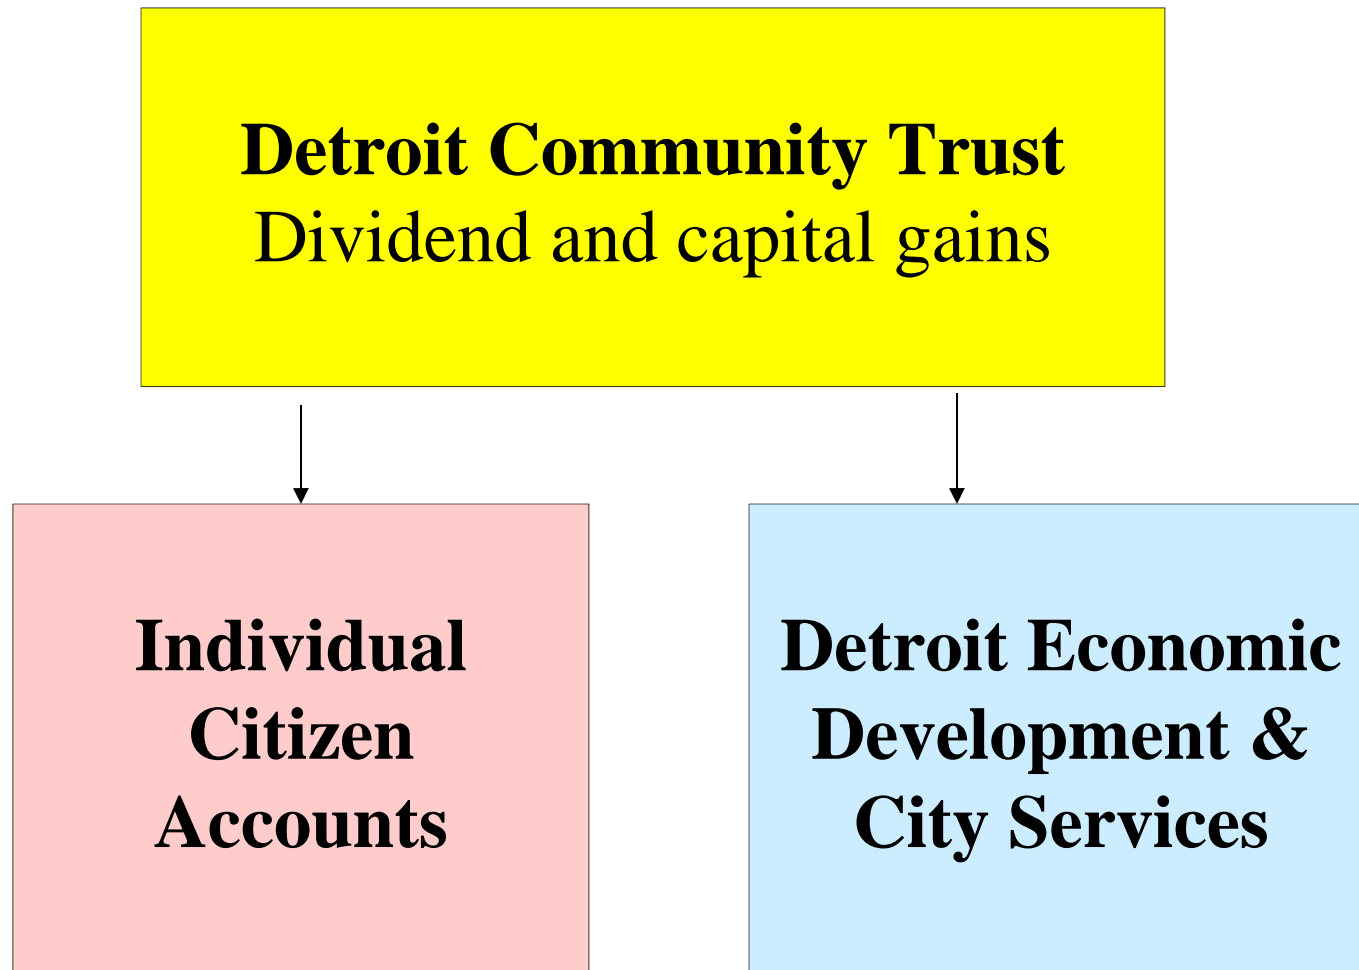 Detroit Community Trust
Dividend and capital gains
Individual
Citizen
Accounts
Detroit Economic
Development &
City Services